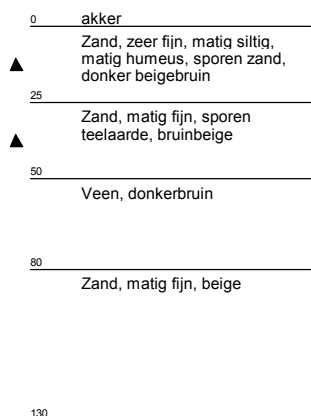 0 akker
Zand, zeer fijn, matig siltig,
matig humeus, sporen zand,
donker beigebruin
25
Zand, matig fijn, sporen
teelaarde, bruinbeige
50
Veen, donkerbruin
80
Zand, matig fijn, beige
130